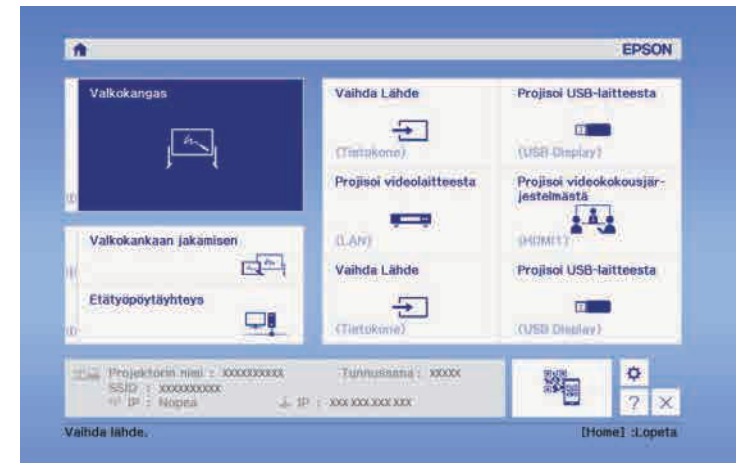 EPSON
Valkokangas
Vaihda Lähde
(Tietokone)
Projisoi USB-laitteesta
(USB Display)
Projisoi videolaitteesta
(LAN)
Projisoi videokokousjär-
jestelmästä
(HDMI1)
Valkokankaan jakamisen
Vaihda Lähde
(Tietokone)
Projisoi USB-laitteesta
(USB Display)
Etätyöpöytäyhteys
Projektorin nimi : XXXXXXXXXX
Tunnussana : XXXXX
SSID : XXXXXXXXXX
IP : Nopea
IP : XXX XXX XXX XXX
?
Vaihda lähde.
[Home] :Lopeta